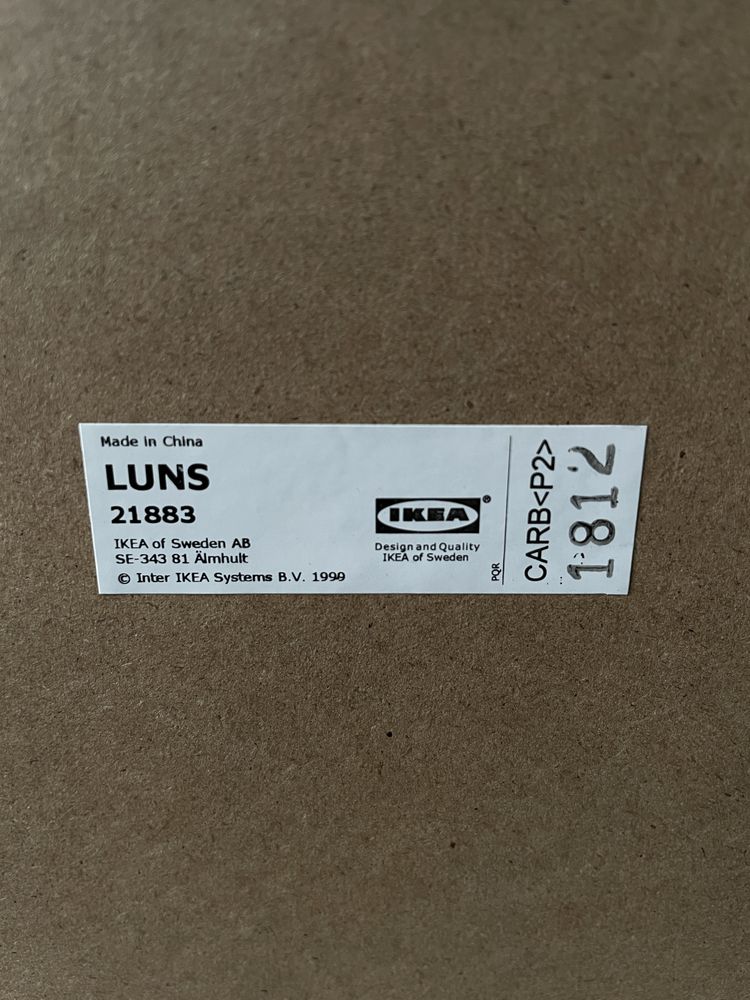 Made in China
LUNS
21883
IKEA of Sweden AB
SE-343 81 Älmhult
© Inter IKEA Systems B.V. 1999
IKEA®
Design and Quality
IKEA of Sweden
PQR
CARB<P2>
1812